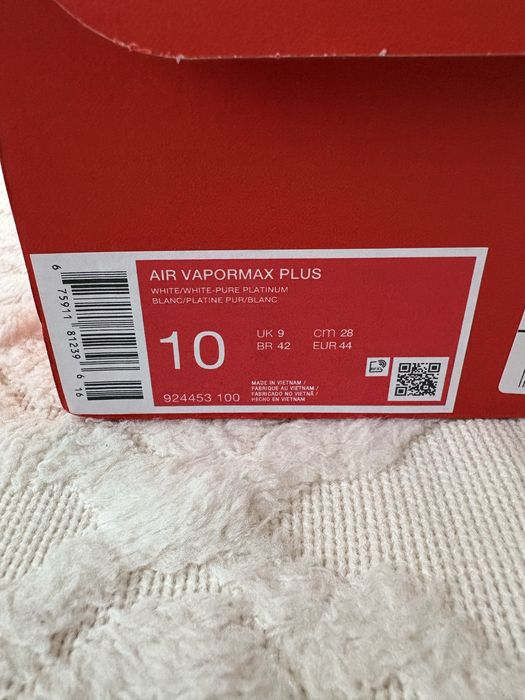 AIR VAPORMAX PLUS
WHITE/WHITE-PURE PLATINUM
BLANC/PLATINE PUR/BLANC
10
UK 9 cm 28
BR 42 EUR 44
924453 100
MADE IN VIETNAM /
FABRIQUE AU VIETNAM /
FABRICADO NO VIETNÃ /
HECHO EN VIETNAM
RFID
6 75911 81239 6 16